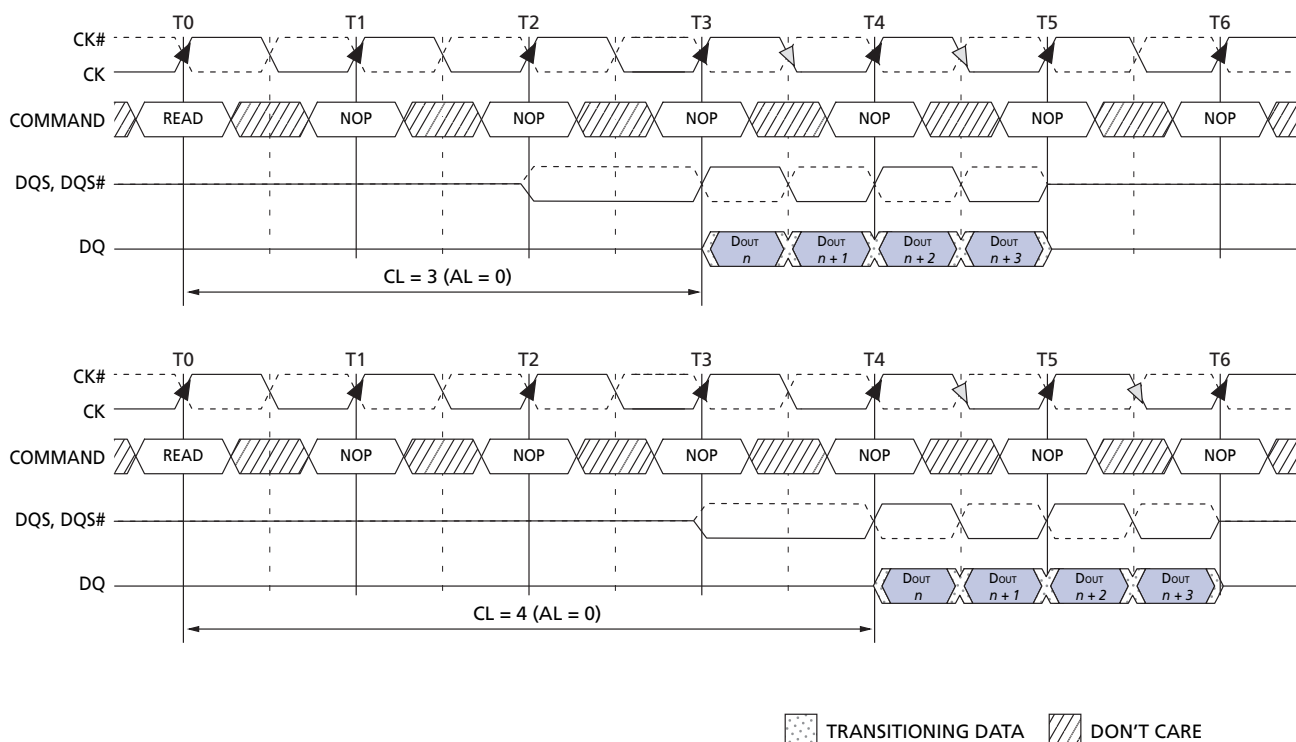 T0 T1 T2 T3 T4 T5 T6
CK#
CK
COMMAND READ NOP NOP NOP NOP NOP NOP
DQS, DQS#
DQ DOUT n DOUT n + 1 DOUT n + 2 DOUT n + 3
CL = 3 (AL = 0)
T0 T1 T2 T3 T4 T5 T6
CK#
CK
COMMAND READ NOP NOP NOP NOP NOP NOP
DQS, DQS#
DQ DOUT n DOUT n + 1 DOUT n + 2 DOUT n + 3
CL = 4 (AL = 0)
TRANSITIONING DATA DON'T CARE